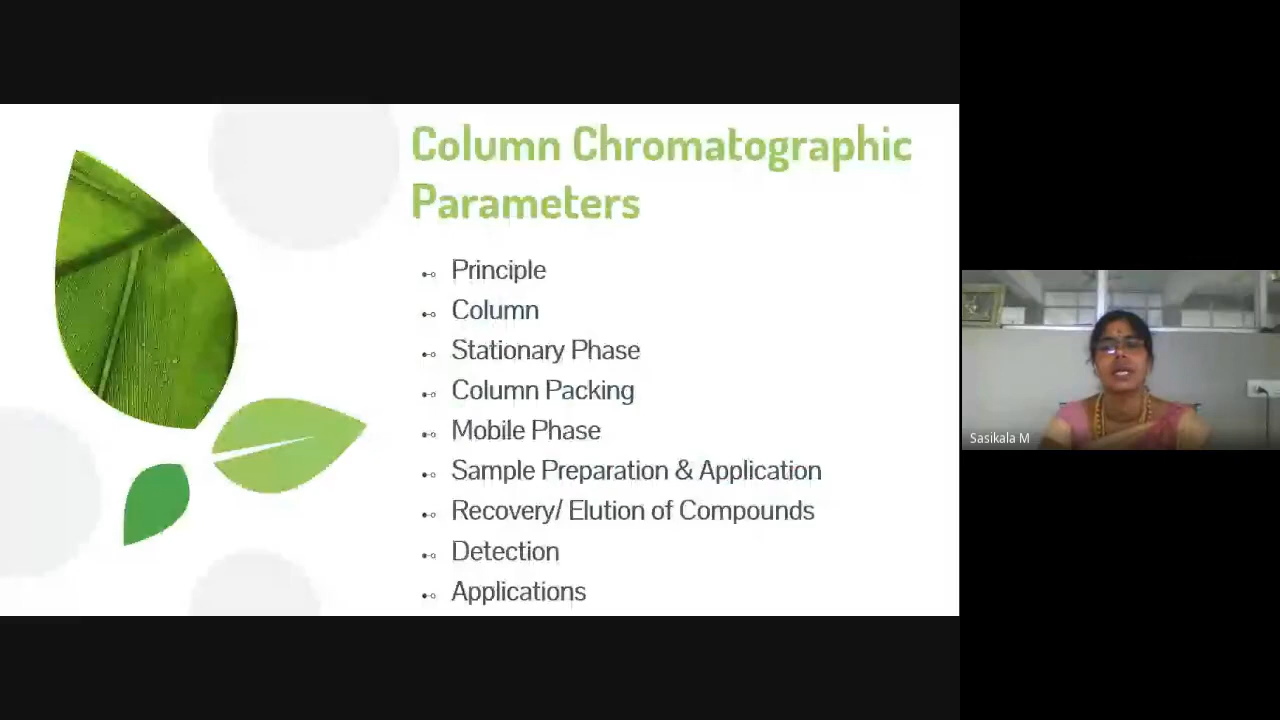 Column Chromatographic
Parameters
Principle
Column
Stationary Phase
Column Packing
Mobile Phase
Sample Preparation & Application
Recovery/ Elution of Compounds
Detection
Applications
Sasikala M